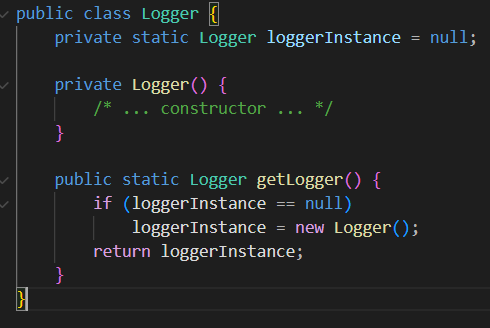 public class Logger {
    private static Logger loggerInstance = null;
    private Logger() {
        /* ... constructor ... */
    }
    public static Logger getLogger() {
        if (loggerInstance == null)
            loggerInstance = new Logger();
        return loggerInstance;
    }
}